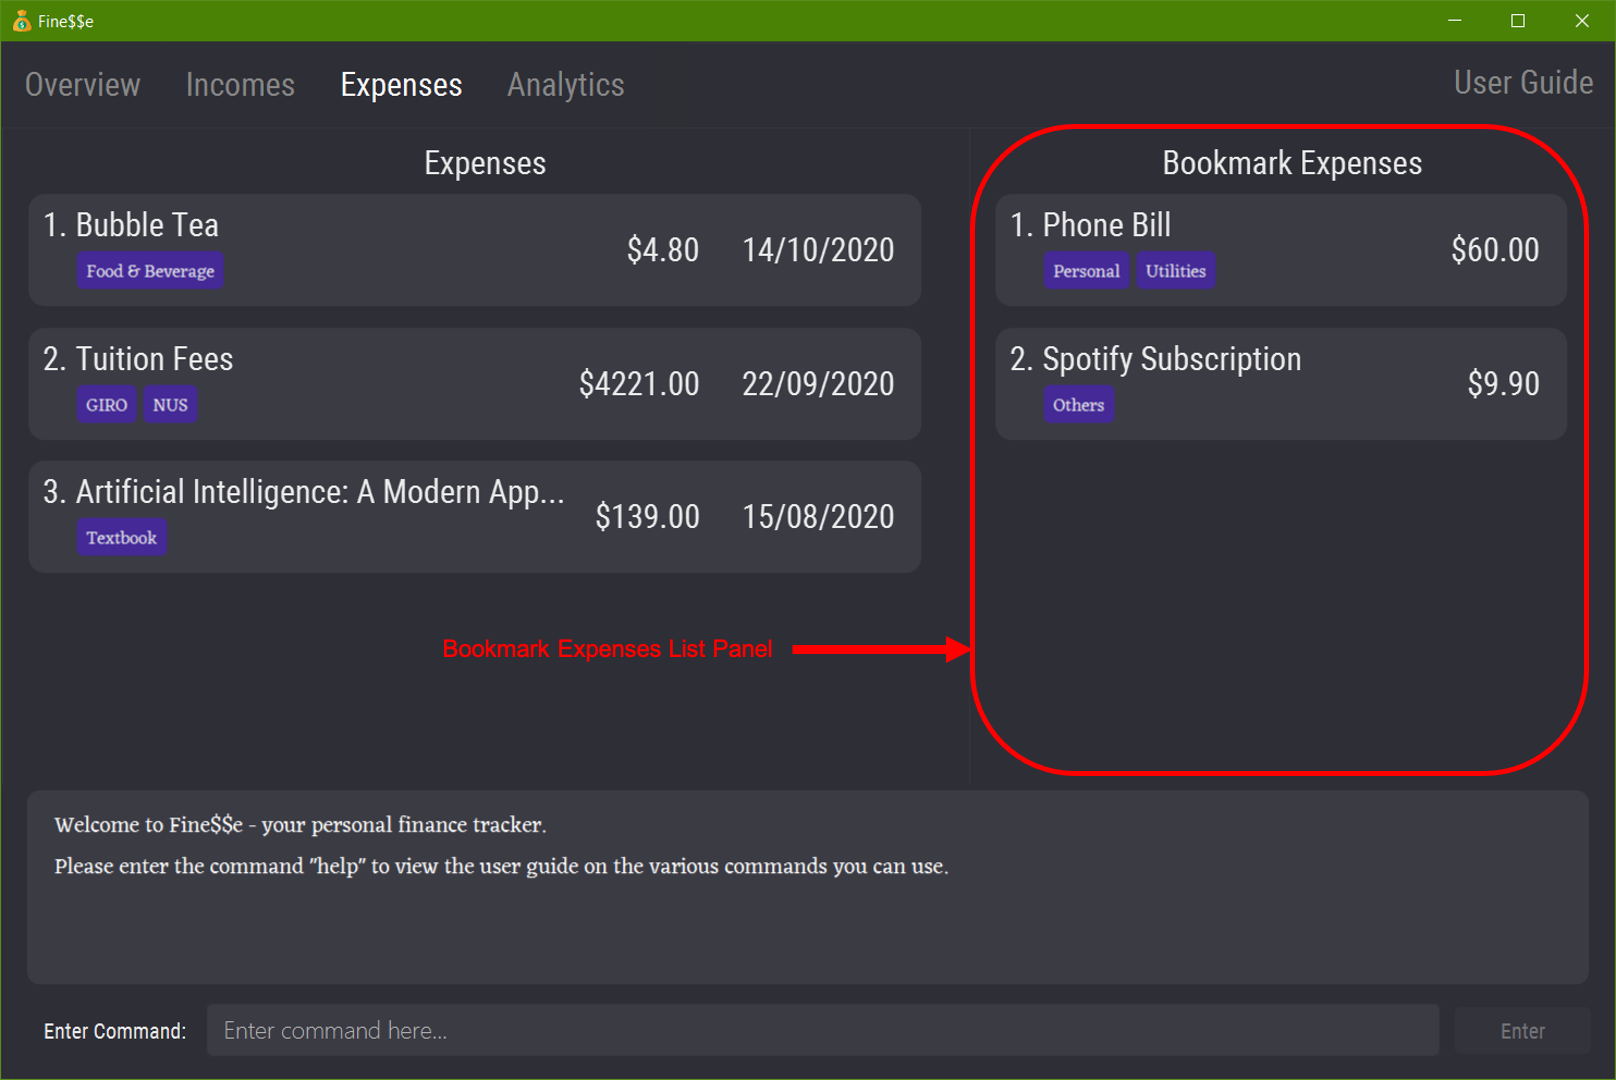 Fine$$e
Overview Incomes Expenses Analytics User Guide
Expenses
1. Bubble Tea
Food & Beverage
$4.80 14/10/2020
2. Tuition Fees
GIRO NUS
$4221.00 22/09/2020
3. Artificial Intelligence: A Modern App...
Textbook
$139.00 15/08/2020
Bookmark Expenses
1. Phone Bill
Personal Utilities
$60.00
2. Spotify Subscription
Others
$9.90
Bookmark Expenses List Panel
Welcome to Fine$$e - your personal finance tracker.
Please enter the command "help" to view the user guide on the various commands you can use.
Enter Command: Enter command here... Enter